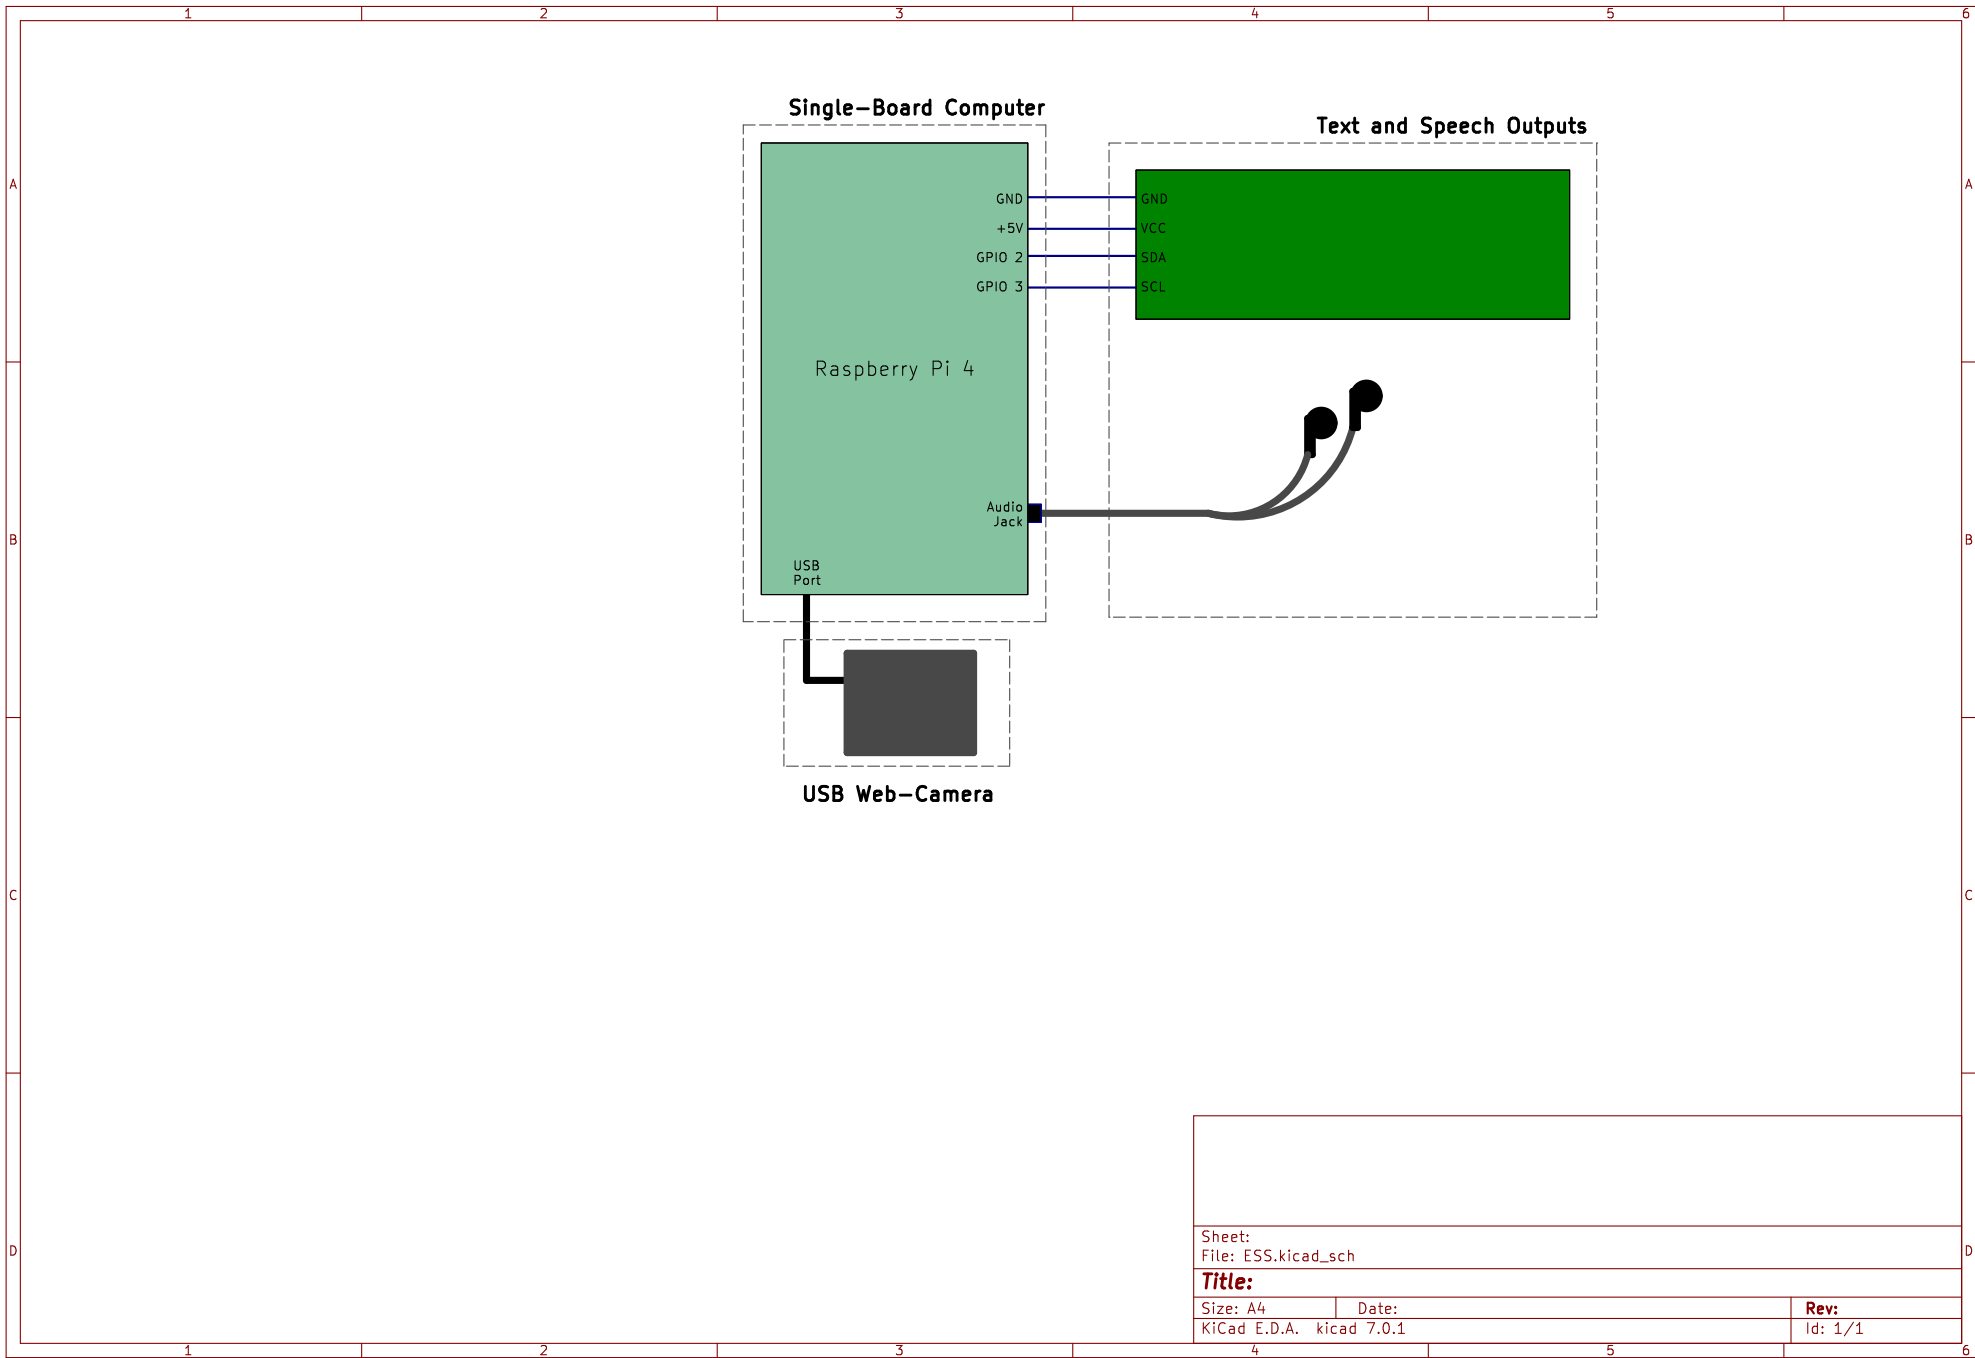 1 2 3 4 5 6
Single-Board Computer
Text and Speech Outputs
A A
GND GND
+5V VCC
GPIO 2 SDA
GPIO 3 SCL
Raspberry Pi 4
Audio
Jack
B B
USB
Port
USB Web-Camera
C C
Sheet:
D D
File: ESS.kicad_sch
Title:
Size: A4 Date: Rev:
KiCad E.D.A. kicad 7.0.1 Id: 1/1
1 2 3 4 5 6